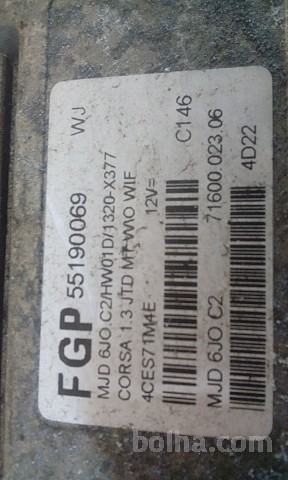 FGP 55190069 WJ
MJD 6JO.C2/HW01D/1320-X377
CORSA 1.3 JTD MT W\O WIF
4CES71M4E 12V= C146
71600.023.06
MJD 6JO.C2 4D22
bolha.com